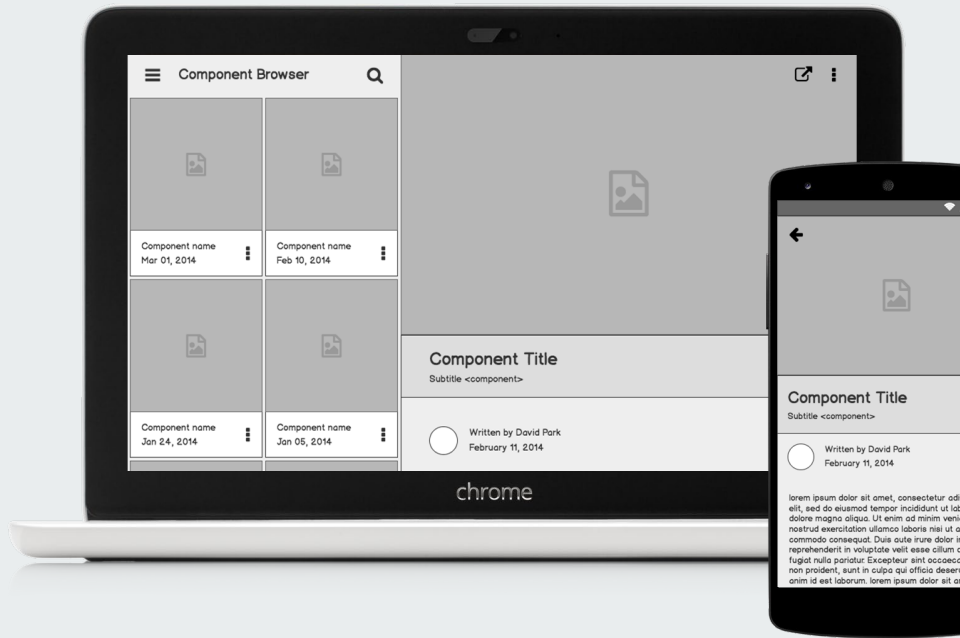 Component Browser
Component name
Mar 01, 2014
Component name
Feb 10, 2014
Component name
Jan 24, 2014
Component name
Jan 05, 2014
Component Title
Subtitle <component>
Written by David Park
February 11, 2014
chrome
Component Title
Subtitle <component>
Written by David Park
February 11, 2014
lorem ipsum dolor sit amet, consectetur
elit, sed do eiusmod tempor incididunt ut
dolore magna aliqua. Ut enim ad minim
nostrud exercitation ullamco laboris nisi ut
commodo consequat. Duis aute irure dolor
reprehenderit in voluptate velit esse cillum
fugiat nulla pariatur. Excepteur sint
non proident, sunt in culpa qui officia
anim id est laborum. lorem ipsum dolor sit